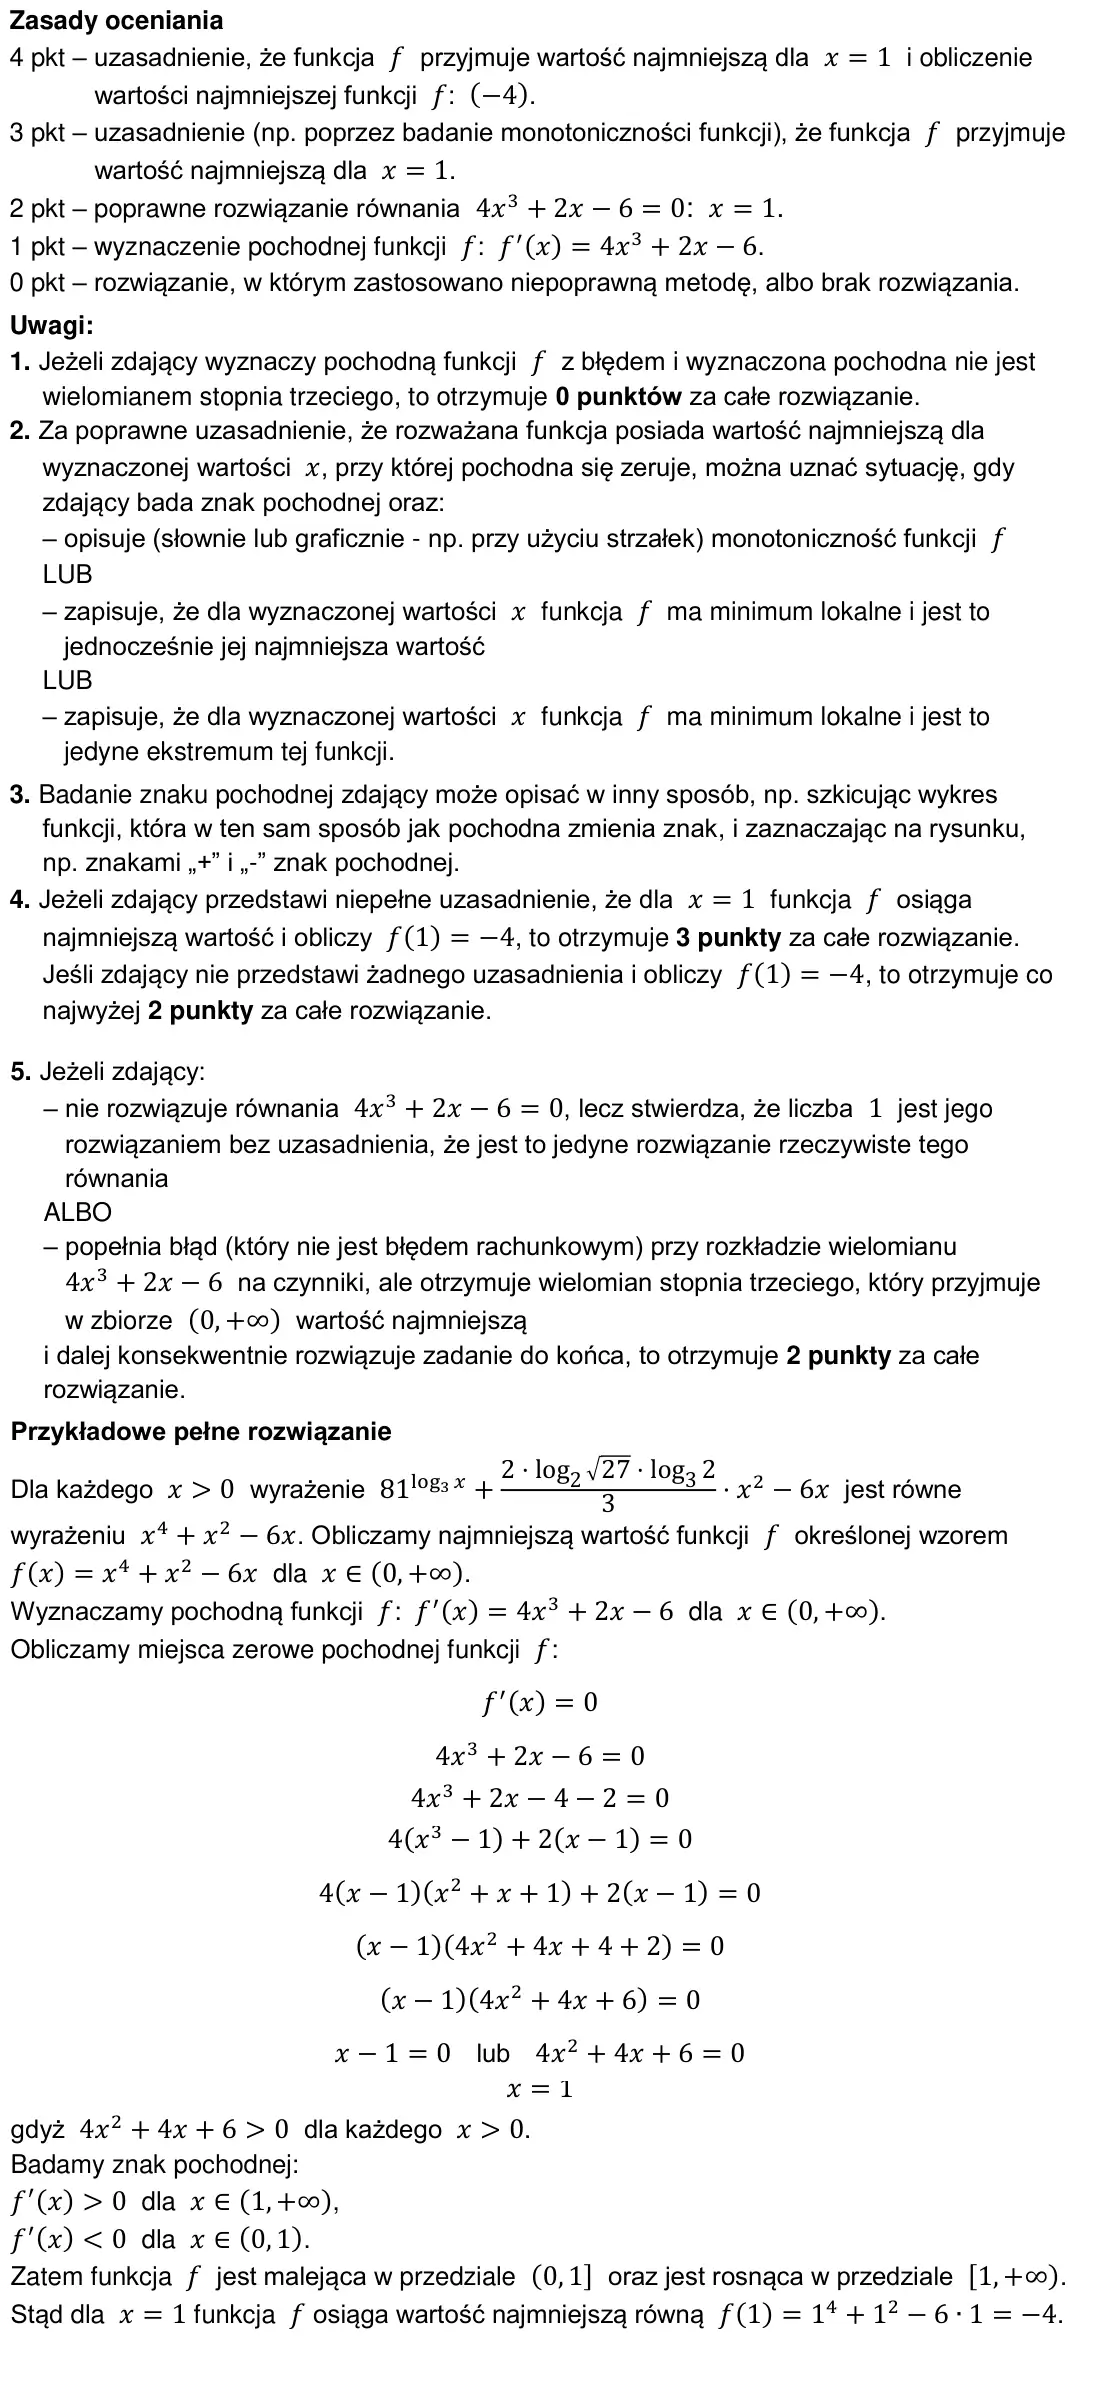 Zasady oceniania
4 pkt – uzasadnienie, że funkcja f przyjmuje wartość najmniejszą dla x = 1 i obliczenie
wartości najmniejszej funkcji f: (−4).
3 pkt – uzasadnienie (np. poprzez badanie monotoniczności funkcji), że funkcja f przyjmuje
wartość najmniejszą dla x = 1.
2 pkt – poprawne rozwiązanie równania 4x³ + 2x − 6 = 0: x = 1.
1 pkt – wyznaczenie pochodnej funkcji f: f′(x) = 4x³ + 2x − 6.
0 pkt – rozwiązanie, w którym zastosowano niepoprawną metodę, albo brak rozwiązania.
Uwagi:
1. Jeżeli zdający wyznaczy pochodną funkcji f z błędem i wyznaczona pochodna nie jest
wielomianem stopnia trzeciego, to otrzymuje 0 punktów za całe rozwiązanie.
2. Za poprawne uzasadnienie, że rozważana funkcja posiada wartość najmniejszą dla
wyznaczonej wartości x, przy której pochodna się zeruje, można uznać sytuację, gdy
zdający bada znak pochodnej oraz:
– opisuje (słownie lub graficznie - np. przy użyciu strzałek) monotoniczność funkcji f
LUB
– zapisuje, że dla wyznaczonej wartości x funkcja f ma minimum lokalne i jest to
jednocześnie jej najmniejsza wartość
LUB
– zapisuje, że dla wyznaczonej wartości x funkcja f ma minimum lokalne i jest to
jedyne ekstremum tej funkcji.
3. Badanie znaku pochodnej zdający może opisać w inny sposób, np. szkicując wykres
funkcji, która w ten sam sposób jak pochodna zmienia znak, i zaznaczając na rysunku,
np. znakami „+” i „-” znak pochodnej.
4. Jeżeli zdający przedstawi niepełne uzasadnienie, że dla x = 1 funkcja f osiąga
najmniejszą wartość i obliczy f(1) = −4, to otrzymuje 3 punkty za całe rozwiązanie.
Jeśli zdający nie przedstawi żadnego uzasadnienia i obliczy f(1) = −4, to otrzymuje co
najwyżej 2 punkty za całe rozwiązanie.
5. Jeżeli zdający:
– nie rozwiązuje równania 4x³ + 2x − 6 = 0, lecz stwierdza, że liczba 1 jest jego
rozwiązaniem bez uzasadnienia, że jest to jedyne rozwiązanie rzeczywiste tego
równania
ALBO
– popełnia błąd (który nie jest błędem rachunkowym) przy rozkładzie wielomianu
4x³ + 2x − 6 na czynniki, ale otrzymuje wielomian stopnia trzeciego, który przyjmuje
w zbiorze (0, +∞) wartość najmniejszą
i dalej konsekwentnie rozwiązuje zadanie do końca, to otrzymuje 2 punkty za całe
rozwiązanie.
Przykładowe pełne rozwiązanie
Dla każdego x > 0 wyrażenie 81^(log₃ x) + (2 · log₂ √27 · log₃ 2)/3 · x² − 6x jest równe
wyrażeniu x⁴ + x² − 6x. Obliczamy najmniejszą wartość funkcji f określonej wzorem
f(x) = x⁴ + x² − 6x dla x ∈ (0, +∞).
Wyznaczamy pochodną funkcji f: f′(x) = 4x³ + 2x − 6 dla x ∈ (0, +∞).
Obliczamy miejsca zerowe pochodnej funkcji f:
f′(x) = 0
4x³ + 2x − 6 = 0
4x³ + 2x − 4 − 2 = 0
4(x³ − 1) + 2(x − 1) = 0
4(x − 1)(x² + x + 1) + 2(x − 1) = 0
(x − 1)(4x² + 4x + 4 + 2) = 0
(x − 1)(4x² + 4x + 6) = 0
x − 1 = 0 lub 4x² + 4x + 6 = 0
x = 1
gdyż 4x² + 4x + 6 > 0 dla każdego x > 0.
Badamy znak pochodnej:
f′(x) > 0 dla x ∈ (1, +∞),
f′(x) < 0 dla x ∈ (0, 1).
Zatem funkcja f jest malejąca w przedziale (0, 1] oraz jest rosnąca w przedziale [1, +∞).
Stąd dla x = 1 funkcja f osiąga wartość najmniejszą równą f(1) = 1⁴ + 1² − 6 · 1 = −4.